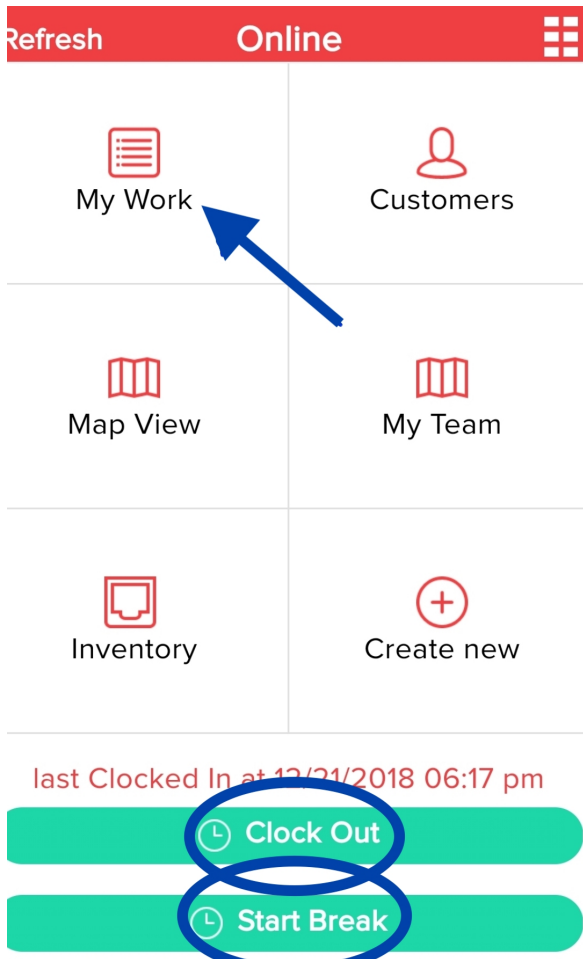 Refresh Online
My Work Customers
Map View My Team
Inventory Create new
last Clocked In at 12/21/2018 06:17 pm
Clock Out
Start Break